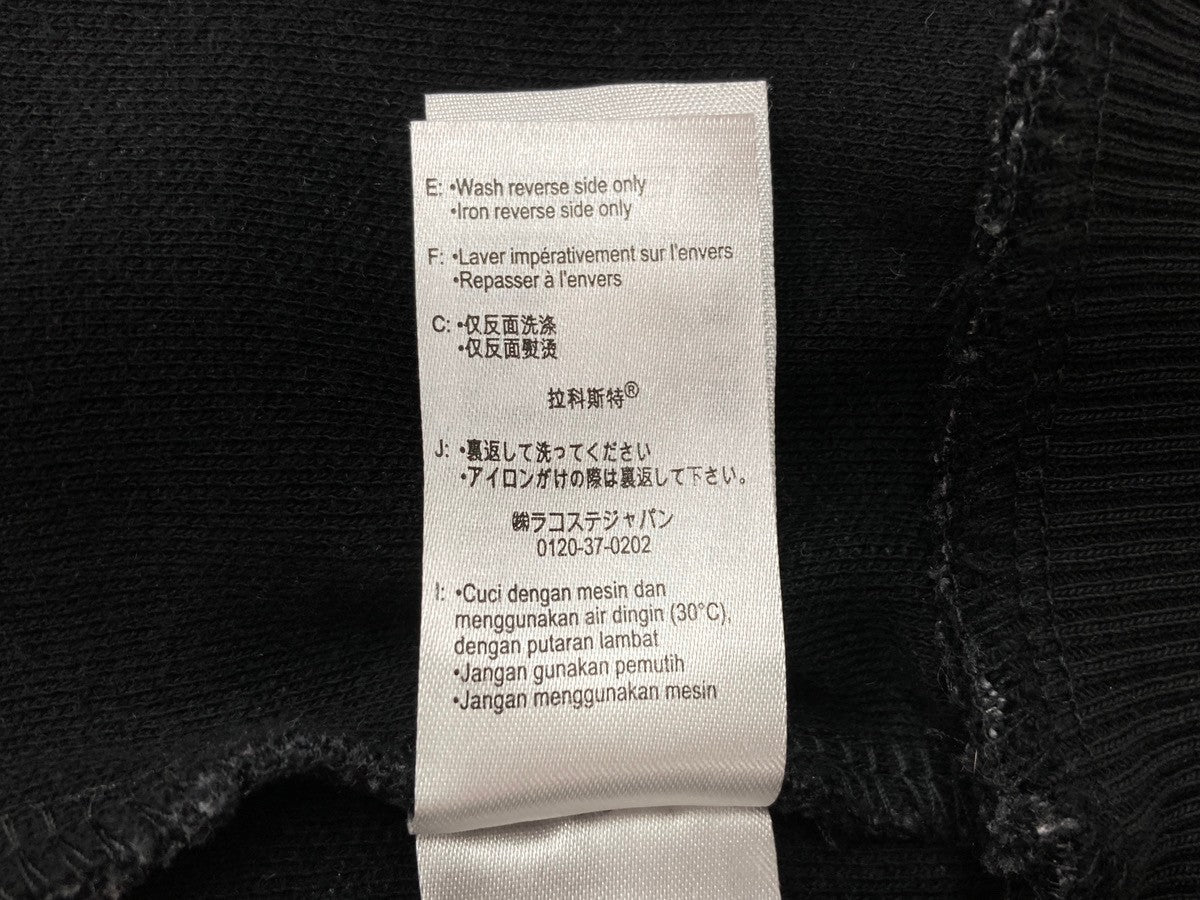 E: •Wash reverse side only
•Iron reverse side only
F: •Laver impérativement sur l'envers
•Repasser à l'envers
C: •仅反面洗涤
•仅反面熨烫
拉科斯特®
J: •裏返して洗ってください
•アイロンがけの際は裏返して下さい。
㈱ラコステジャパン
0120-37-0202
I: •Cuci dengan mesin dan
menggunakan air dingin (30°C),
dengan putaran lambat
•Jangan gunakan pemutih
•Jangan menggunakan mesin